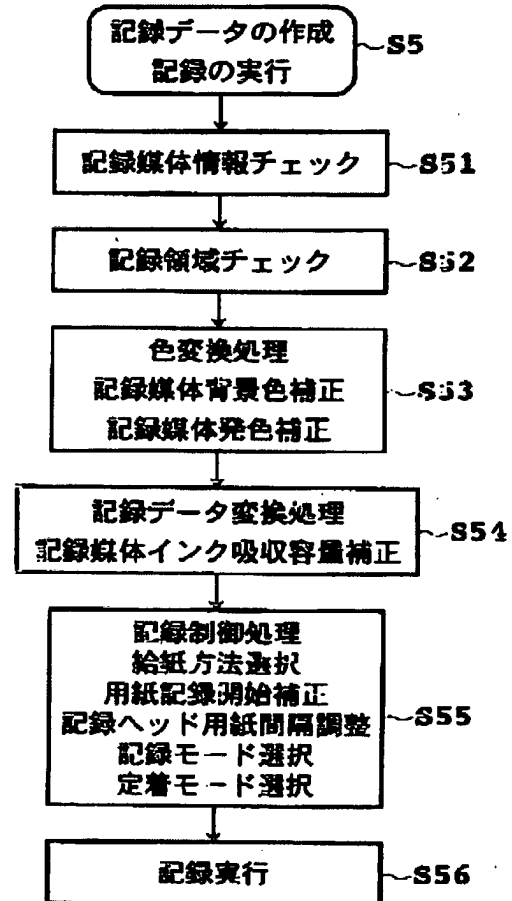 記録データの作成
記録の実行
S5
記録媒体情報チェック
S51
記録領域チェック
S52
色変換処理
記録媒体背景色補正
記録媒体発色補正
S53
記録データ変換処理
記録媒体インク吸収容量補正
S54
記録制御処理
給紙方法選択
用紙記録開始補正
記録ヘッド用紙間隔調整
記録モード選択
定着モード選択
S55
記録実行
S56